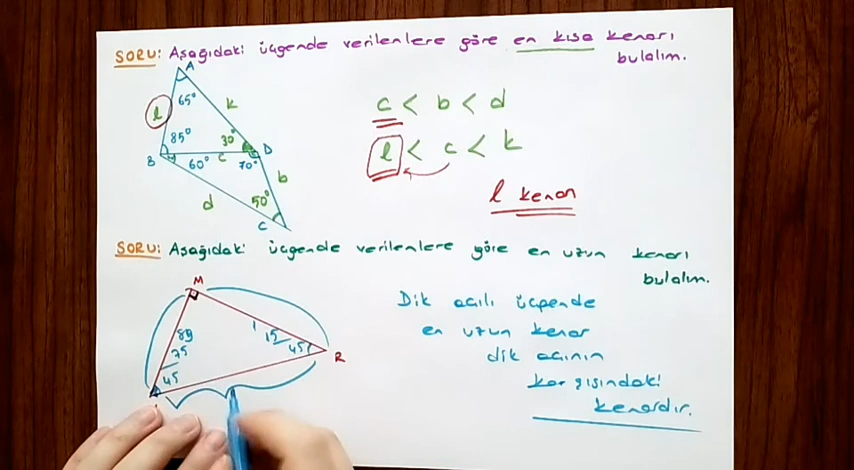 SORU: Aşağıdaki üçgende verilenlere göre en kısa kenarı
bulalım.
A
65°
k
l
85°
30°
B
60°
c
70°
D
b
d
50°
C
c < b < d
l < c < k
l kenarı
SORU: Aşağıdaki üçgende verilenlere göre en uzun kenarı
bulalım.
M
89
75
45
15
45
R
Dik açılı üçgende
en uzun kenar
dik açının
karşısındaki
kenardır.